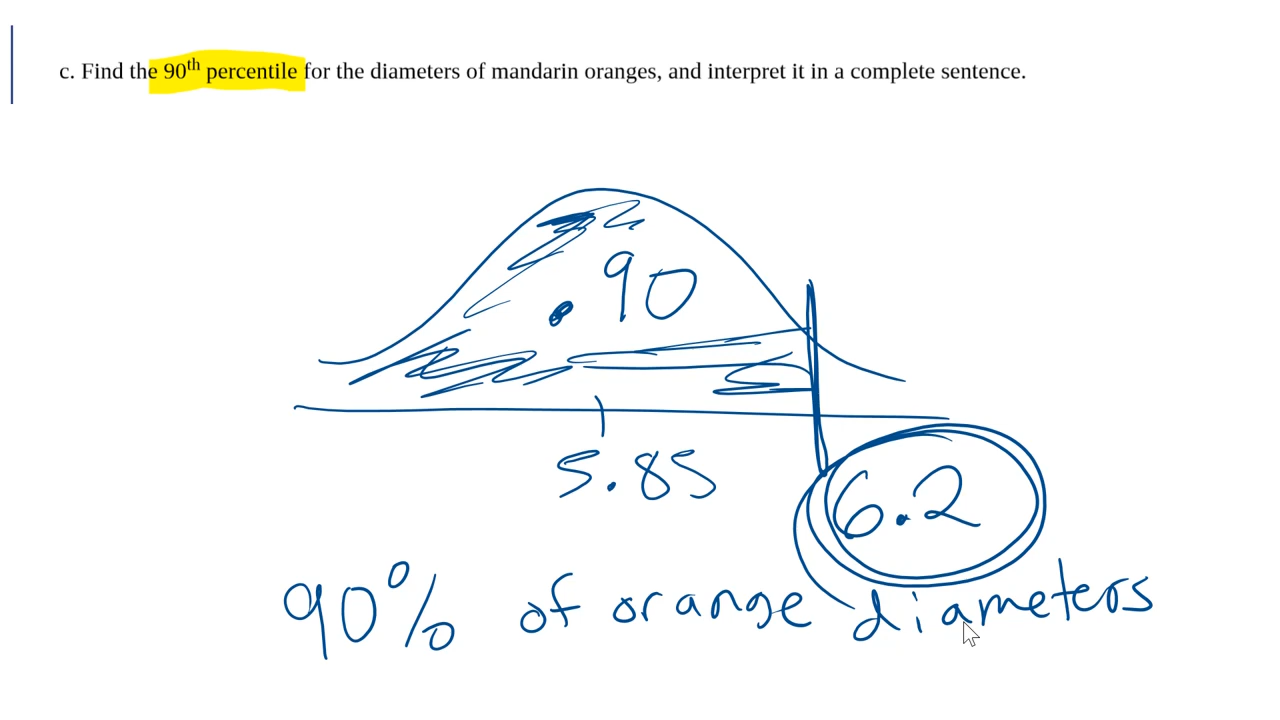 c. Find the 90th percentile for the diameters of mandarin oranges, and interpret it in a complete sentence.
.90
5.85
6.2
90% of orange diameters